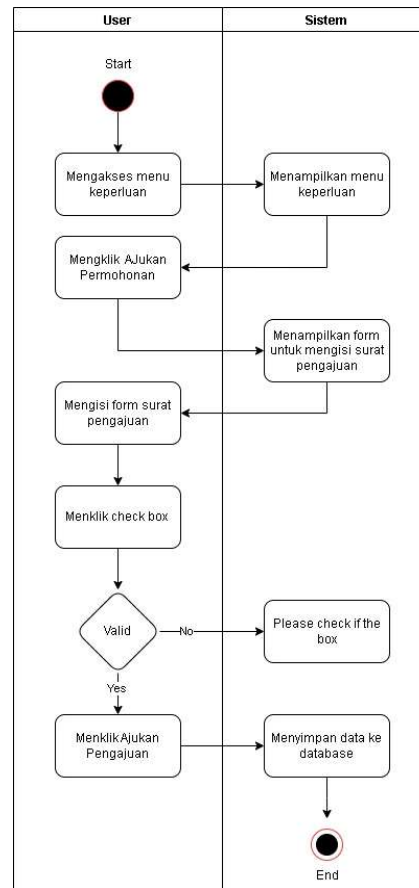 User
Sistem
Start
Mengakses menu
keperluan
Menampilkan menu
keperluan
Mengklik AJukan
Permohonan
Menampilkan form
untuk mengisi surat
pengajuan
Mengisi form surat
pengajuan
Menklik check box
Valid
No
Please check if the
box
Yes
Menklik Ajukan
Pengajuan
Menyimpan data ke
database
End